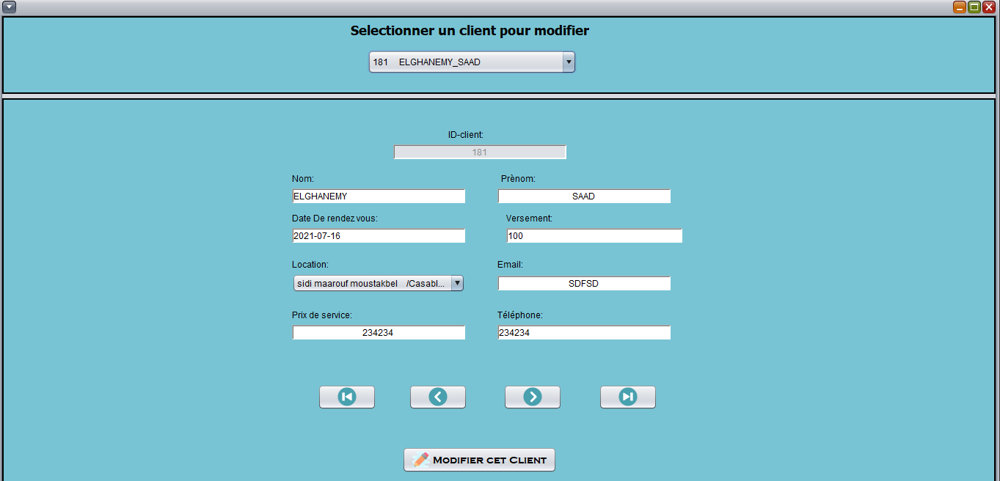 Selectionner un client pour modifier
181 ELGHANEMY_SAAD
ID-client:
181
Nom: Prènom:
ELGHANEMY SAAD
Date De rendez vous: Versement:
2021-07-16 100
Location: Email:
sidi maarouf moustakbel /Casabl... SDFSD
Prix de service: Téléphone:
234234 234234
Modifier cet Client